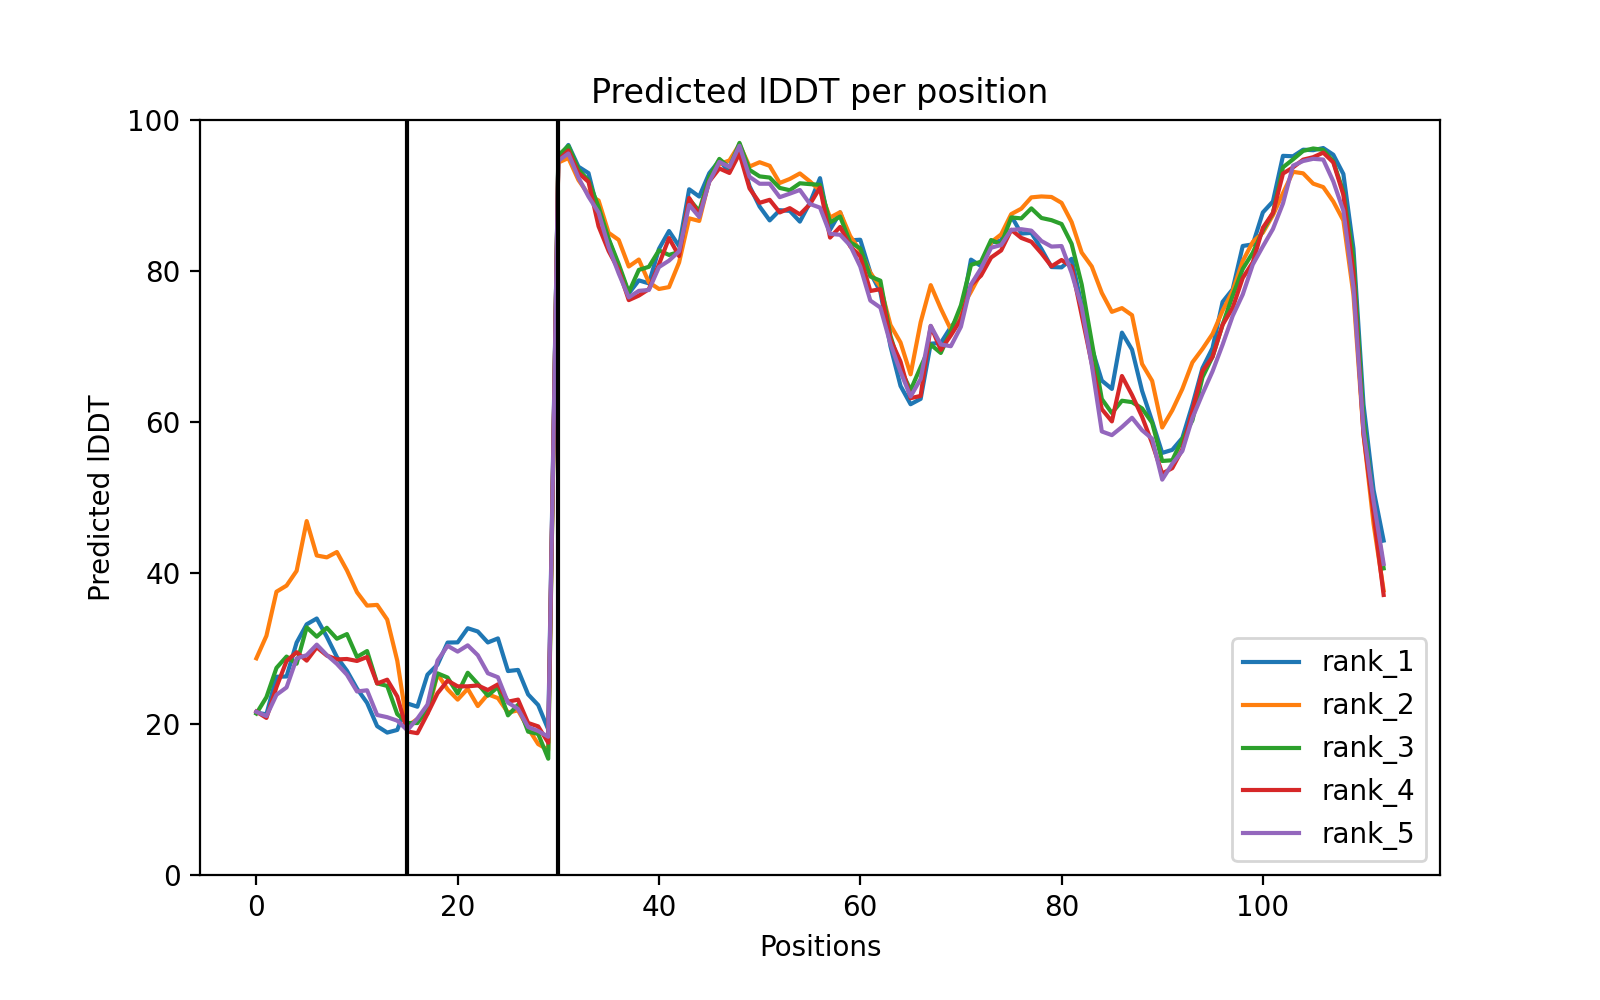 Predicted lDDT per position
100
80
60
40
20
0
Predicted lDDT
0 20 40 60 80 100
Positions
rank_1
rank_2
rank_3
rank_4
rank_5